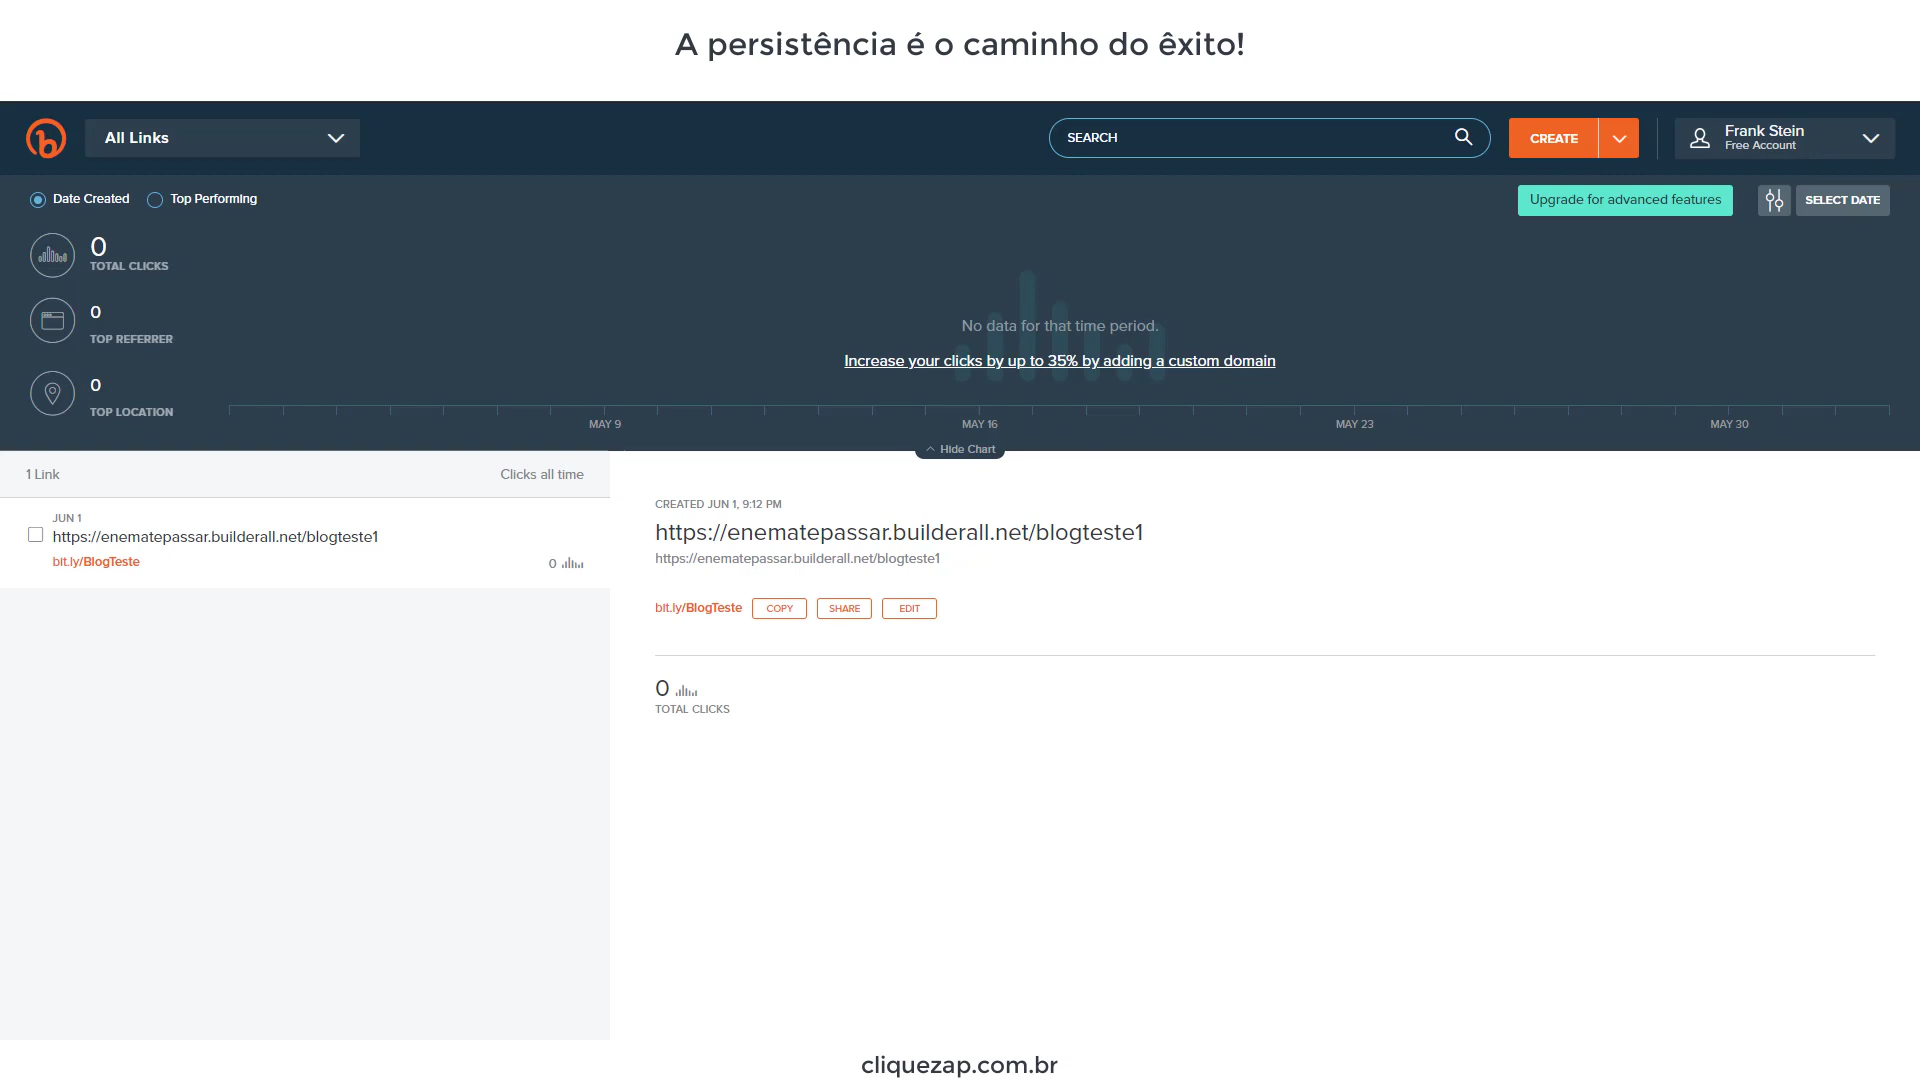 A persistência é o caminho do êxito!
All Links
SEARCH
CREATE
Frank Stein
Free Account
Date Created
Top Performing
Upgrade for advanced features
SELECT DATE
0
TOTAL CLICKS
0
TOP REFERRER
0
TOP LOCATION
No data for that time period.
Increase your clicks by up to 35% by adding a custom domain
MAY 9
MAY 16
MAY 23
MAY 30
Hide Chart
1 Link
Clicks all time
JUN 1
https://enematepassar.builderall.net/blogteste1
bit.ly/BlogTeste
0
CREATED JUN 1, 9:12 PM
https://enematepassar.builderall.net/blogteste1
https://enematepassar.builderall.net/blogteste1
bit.ly/BlogTeste
COPY
SHARE
EDIT
0
TOTAL CLICKS
cliquezap.com.br